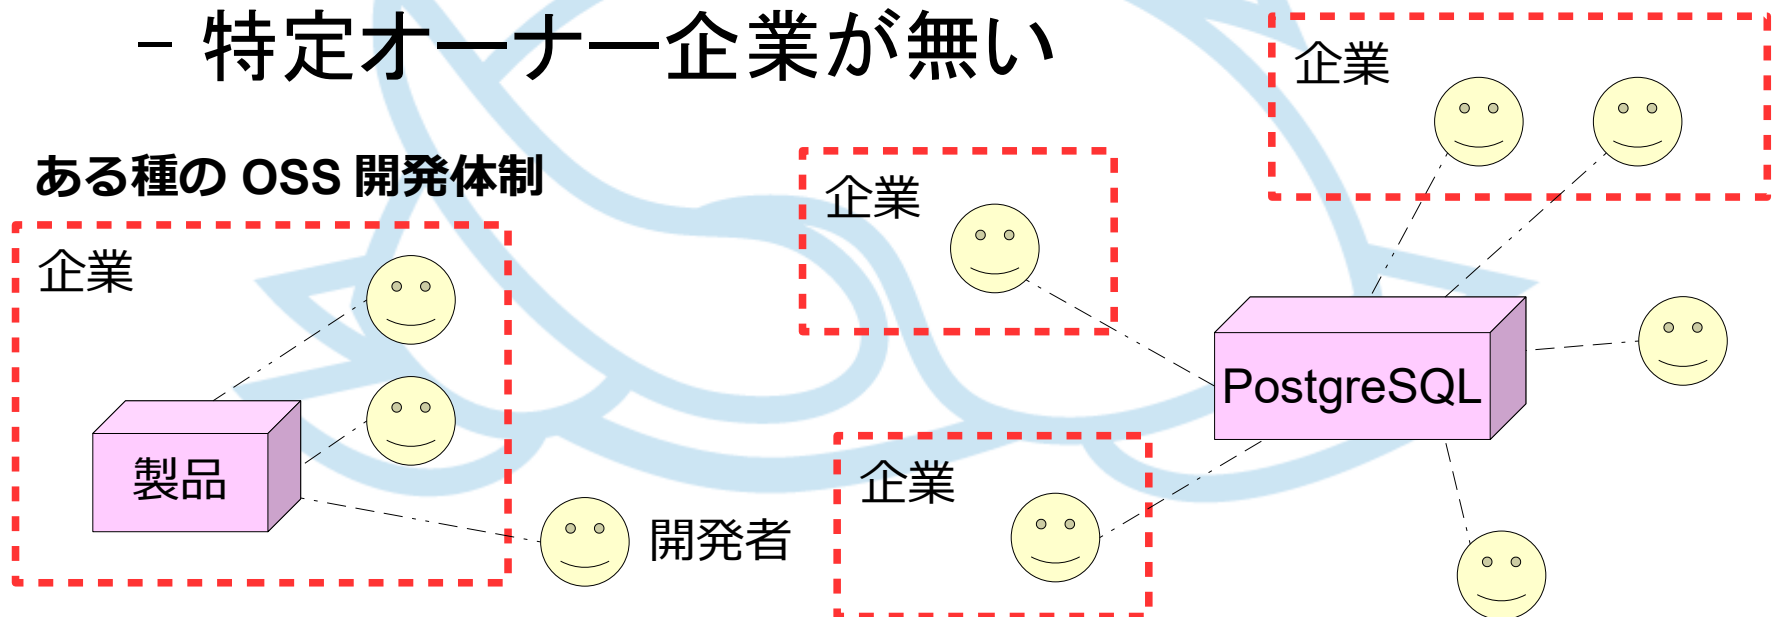 – 特定オーナー企業が無い
ある種の OSS 開発体制
企業
製品
開発者
企業
企業
企業
PostgreSQL